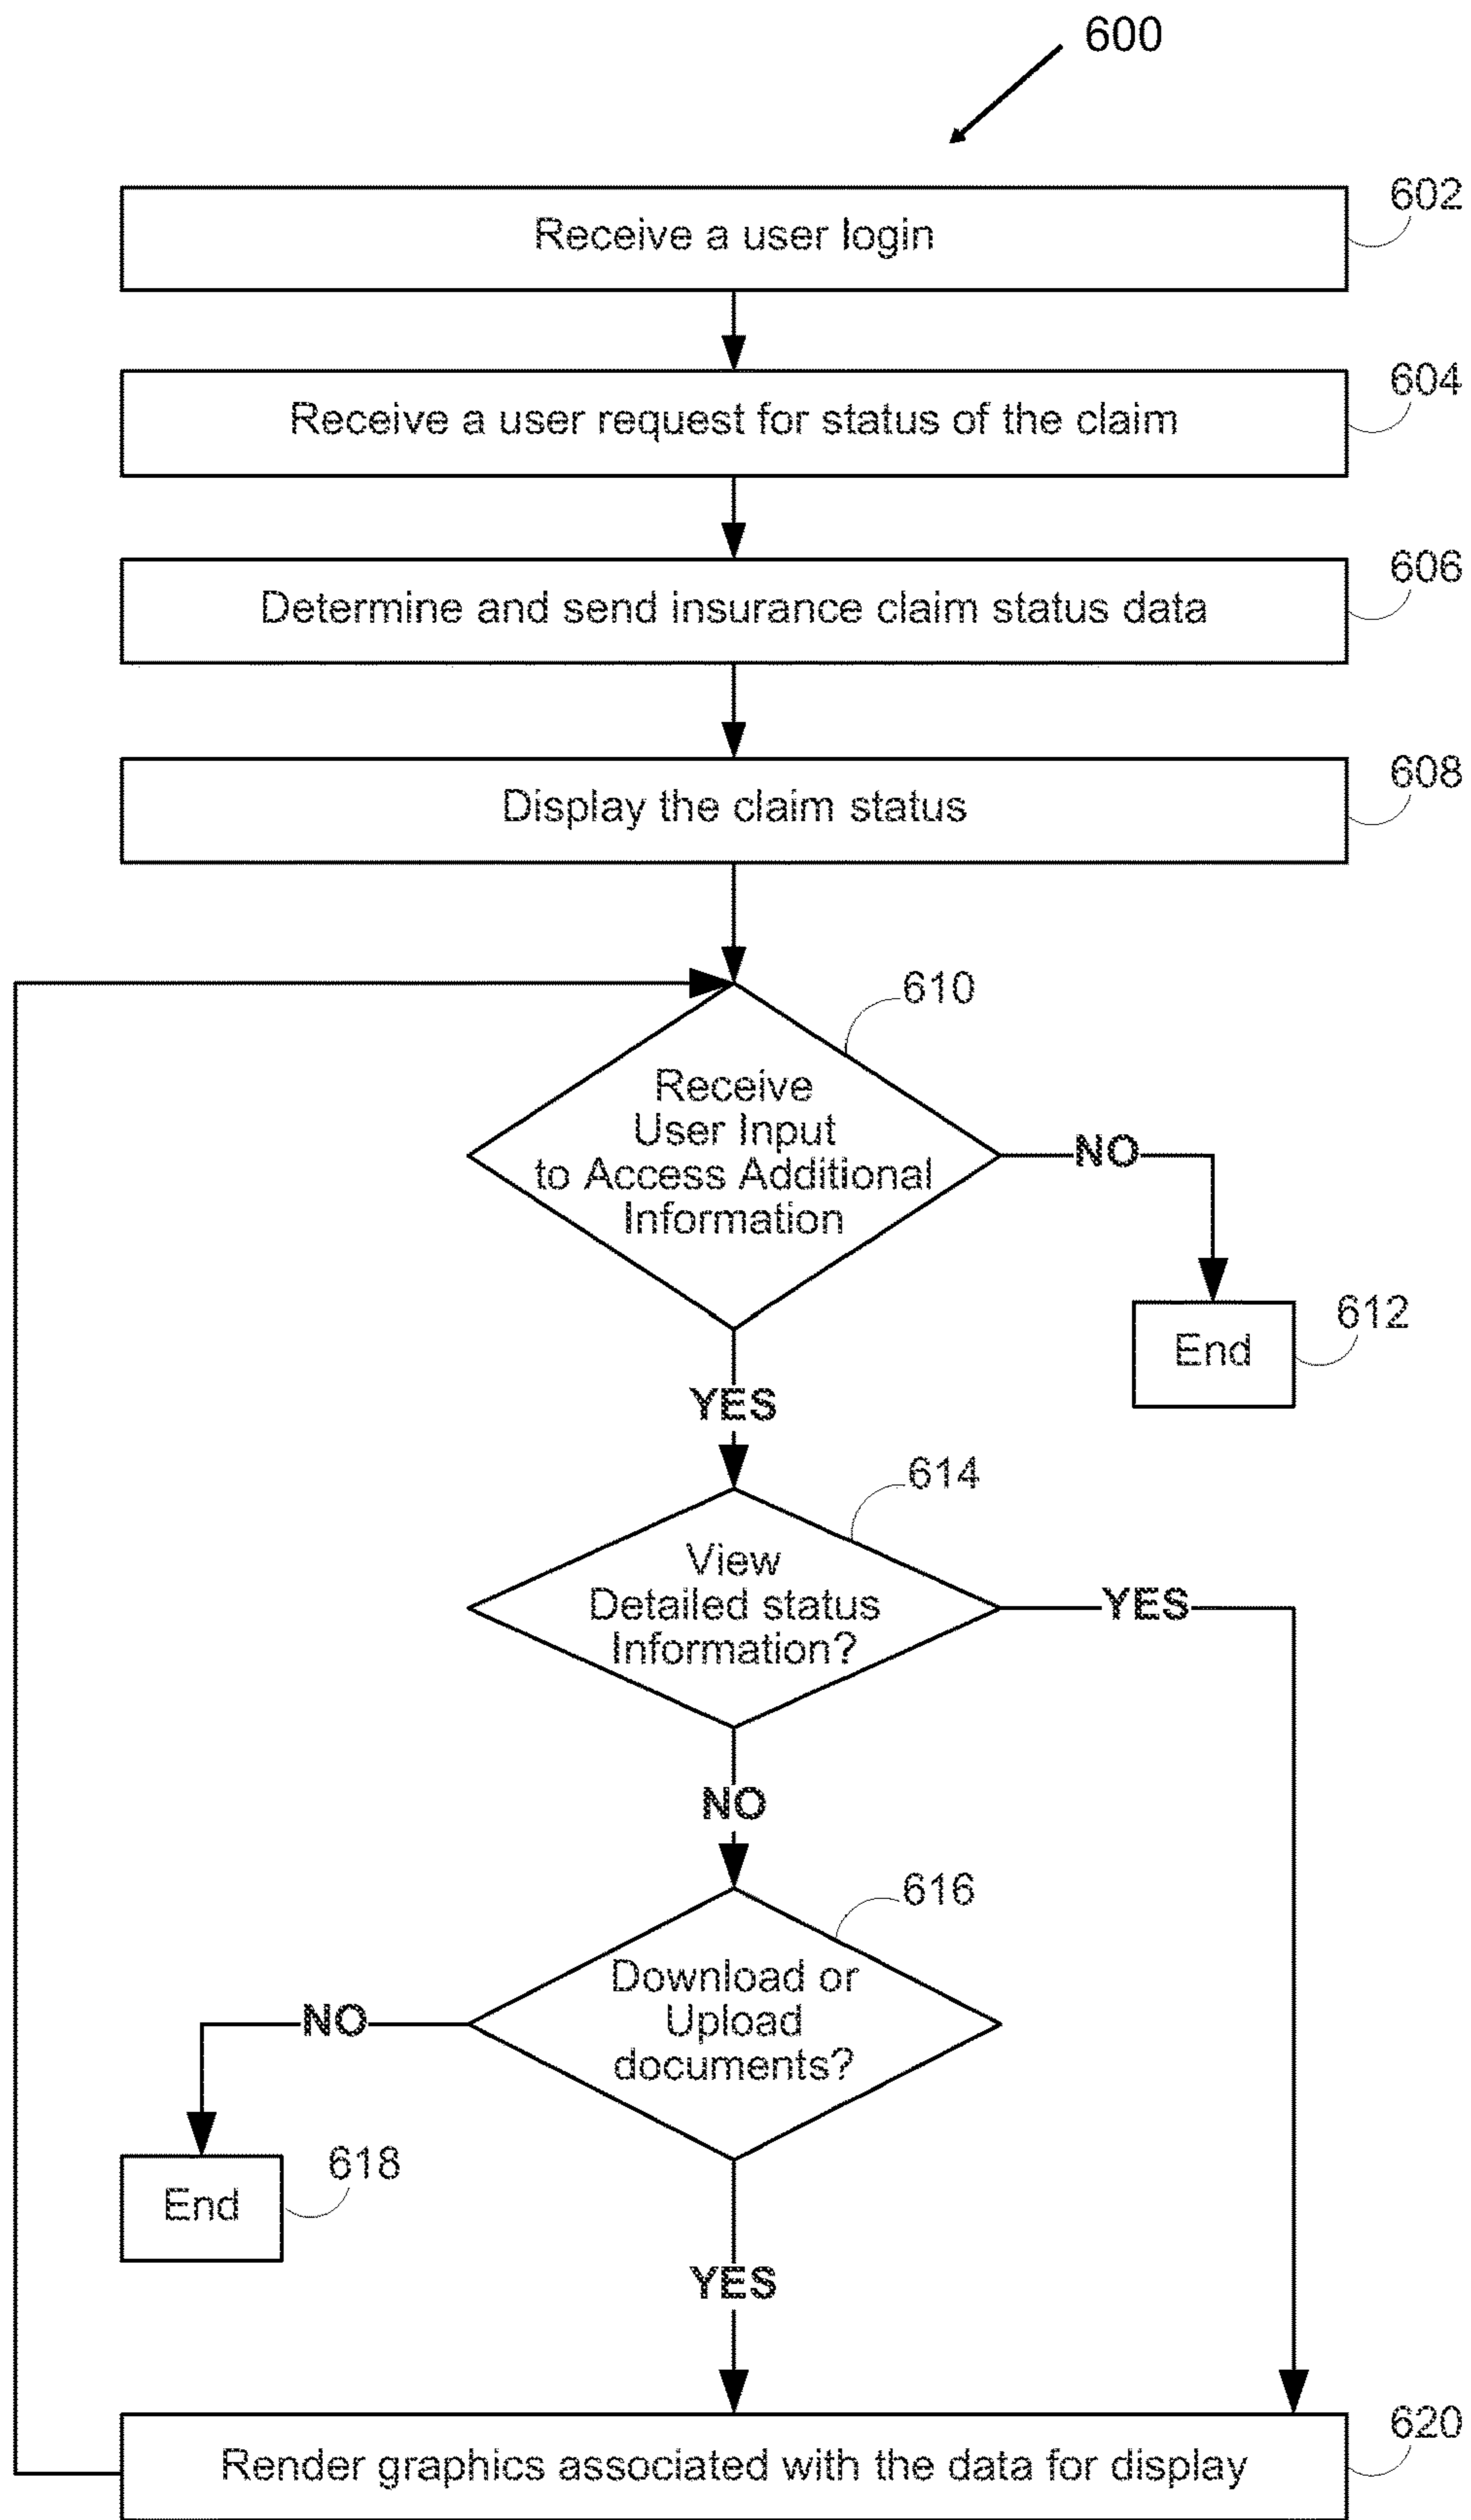 600
602
Receive a user login
604
Receive a user request for status of the claim
606
Determine and send insurance claim status data
608
Display the claim status
610
Receive
User Input
to Access Additional
Information
NO
612
End
YES
614
View
Detailed status
Information?
YES
NO
616
Download or
Upload
documents?
NO
618
End
YES
620
Render graphics associated with the data for display